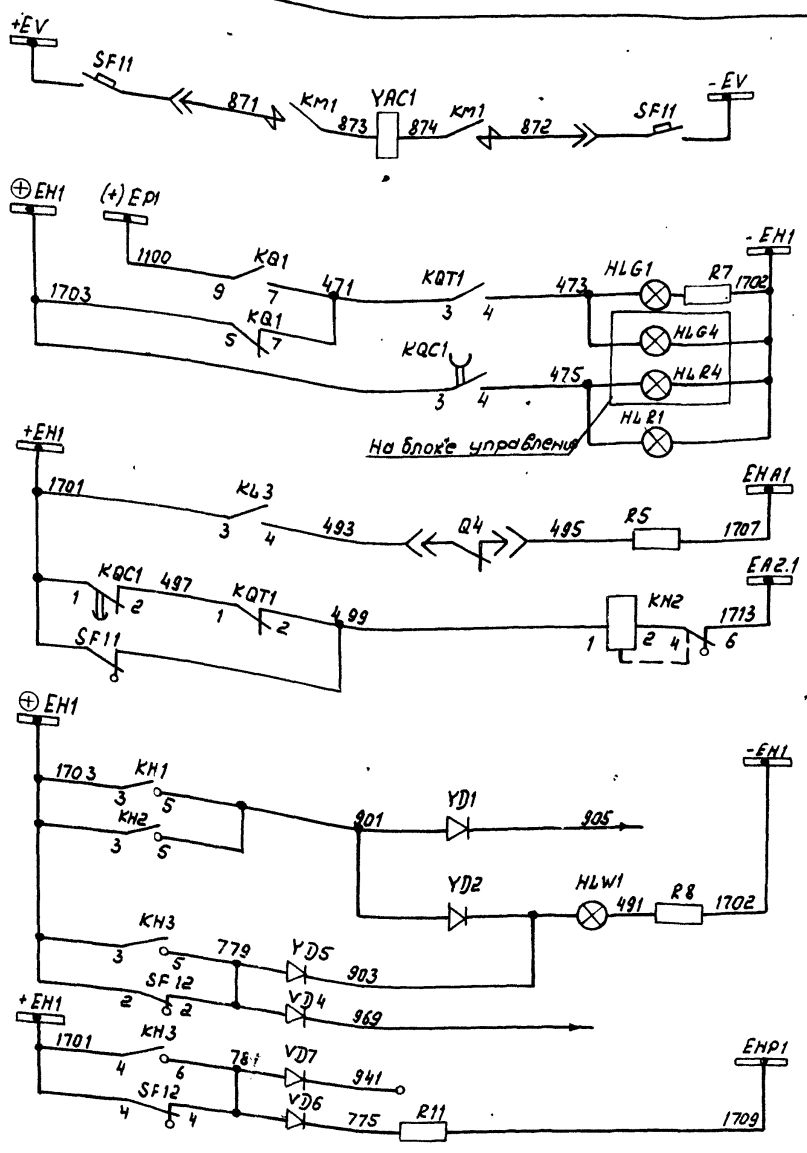 +EV
SF11
871
KM1
YAC1
873
874
KM1
872
SF11
-EV
⊕EH1
(+)EP1
-EH1
1100
KQ1
9
7
471
KQT1
3
4
473
HLG1
R7
1702
1703
KQ1
5
7
HLG4
KQC1
3
4
475
HLR4
HLR1
На блоке управления
+EH1
1701
KL3
3
4
493
Q4
495
R5
1707
EHA1
KQC1
1
2
497
KQT1
1
2
499
SF11
KH2
1
2
4
6
1713
EA2.1
⊕EH1
-EH1
1703
KH1
3
5
KH2
3
5
901
VD1
905
VD2
HLW1
491
R8
1702
KH3
3
5
779
VD5
903
SF12
2
2
VD4
969
+EH1
1701
KH3
4
6
781
VD7
941
EHP1
SF12
4
4
VD6
775
R11
1709